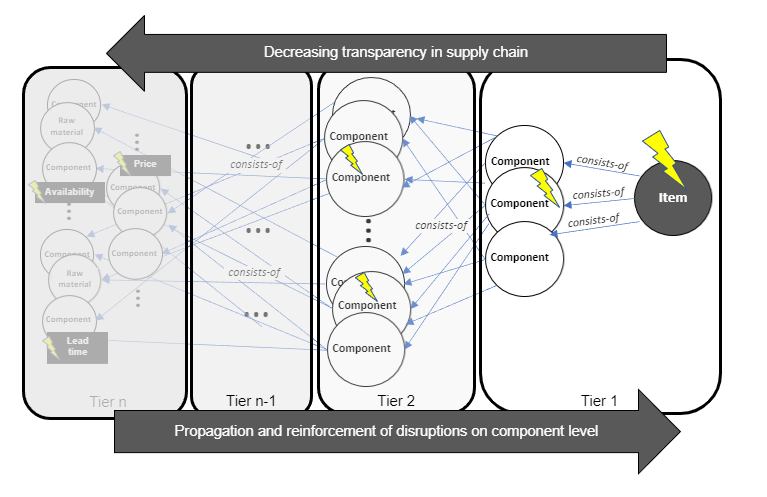 Decreasing transparency in supply chain
Component
Raw
material
Component
Price
Availability
Component
Component
Component
Component
Raw
material
Component
Lead
time
Tier n
consists-of
consists-of
Tier n-1
Component
Component
Component
Component
Tier 2
consists-of
Component
Component
Component
consists-of
consists-of
consists-of
Item
Tier 1
Propagation and reinforcement of disruptions on component level